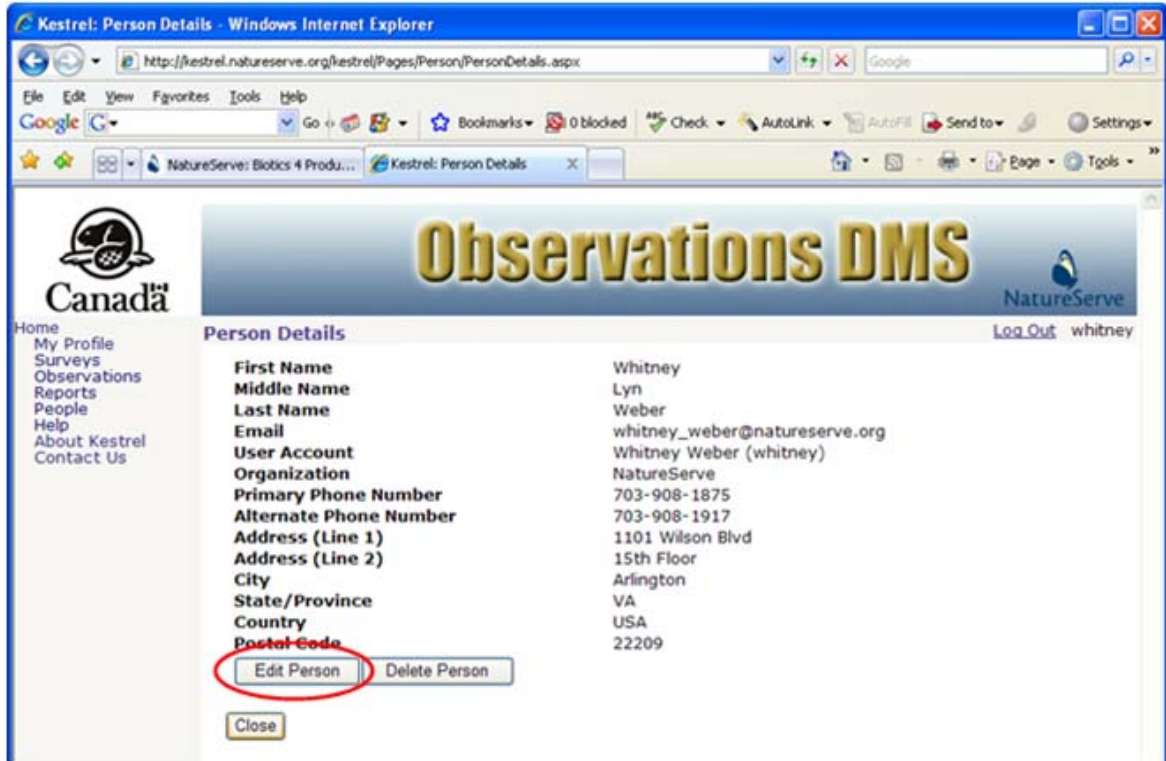 Kestrel: Person Details - Windows Internet Explorer
http://kestrel.natureserve.org/kestrel/Pages/Person/PersonDetails.aspx Google
File Edit View Favorites Tools Help
Google G Go Bookmarks 0 blocked ABC Check AutoLink AutoFill Send to Settings
NatureServe: Biotics 4 Produ... Kestrel: Person Details X Page Tools »
Canada
Observations DMS
NatureServe
Home
My Profile
Surveys
Observations
Reports
People
Help
About Kestrel
Contact Us
Person Details Log Out whitney
First Name Whitney
Middle Name Lyn
Last Name Weber
Email whitney_weber@natureserve.org
User Account Whitney Weber (whitney)
Organization NatureServe
Primary Phone Number 703-908-1875
Alternate Phone Number 703-908-1917
Address (Line 1) 1101 Wilson Blvd
Address (Line 2) 15th Floor
City Arlington
State/Province VA
Country USA
Postal Code 22209
Edit Person Delete Person
Close